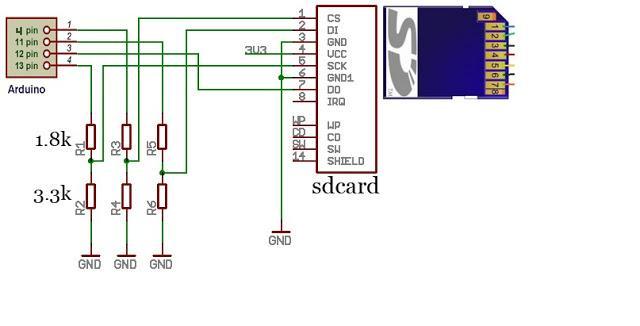 4 pin 1
11 pin 2
12 pin 3
13 pin 4
Arduino
1.8k
3.3k
R1
R3
R5
R2
R4
R6
GND
GND
GND
GND
3V3
1 CS
2 DI
3 GND
4 VCC
5 SCK
6 GND1
7 DO
8 IRQ
WP WP
CD CD
SW SW
14 SHIELD
sdcard
SD
TM
9
1
2
3
4
5
6
7
8